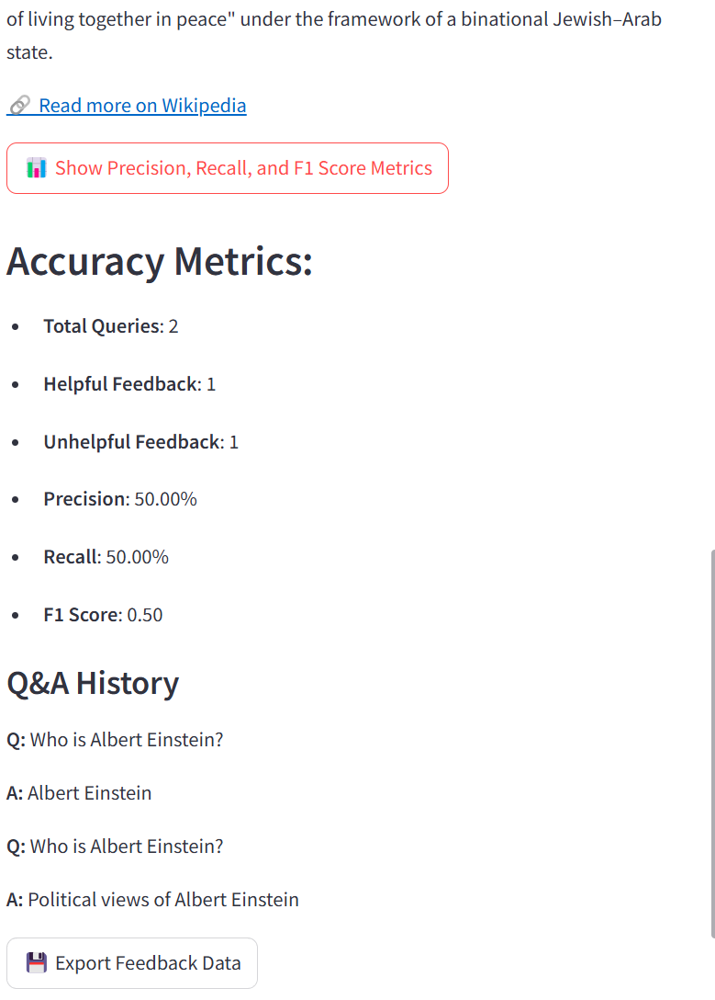 of living together in peace" under the framework of a binational Jewish–Arab
state.
Read more on Wikipedia
Show Precision, Recall, and F1 Score Metrics
Accuracy Metrics:
• Total Queries: 2
• Helpful Feedback: 1
• Unhelpful Feedback: 1
• Precision: 50.00%
• Recall: 50.00%
• F1 Score: 0.50
Q&A History
Q: Who is Albert Einstein?
A: Albert Einstein
Q: Who is Albert Einstein?
A: Political views of Albert Einstein
Export Feedback Data